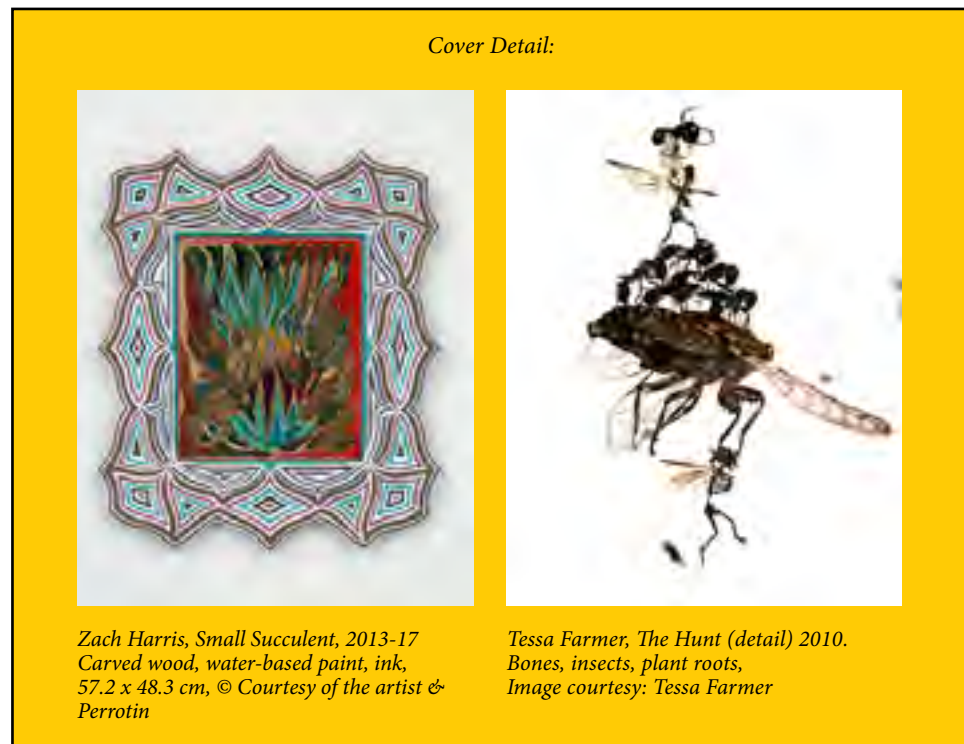 Cover Detail:
Zach Harris, Small Succulent, 2013-17
Carved wood, water-based paint, ink,
57.2 x 48.3 cm, © Courtesy of the artist &
Perrotin
Tessa Farmer, The Hunt (detail) 2010.
Bones, insects, plant roots,
Image courtesy: Tessa Farmer